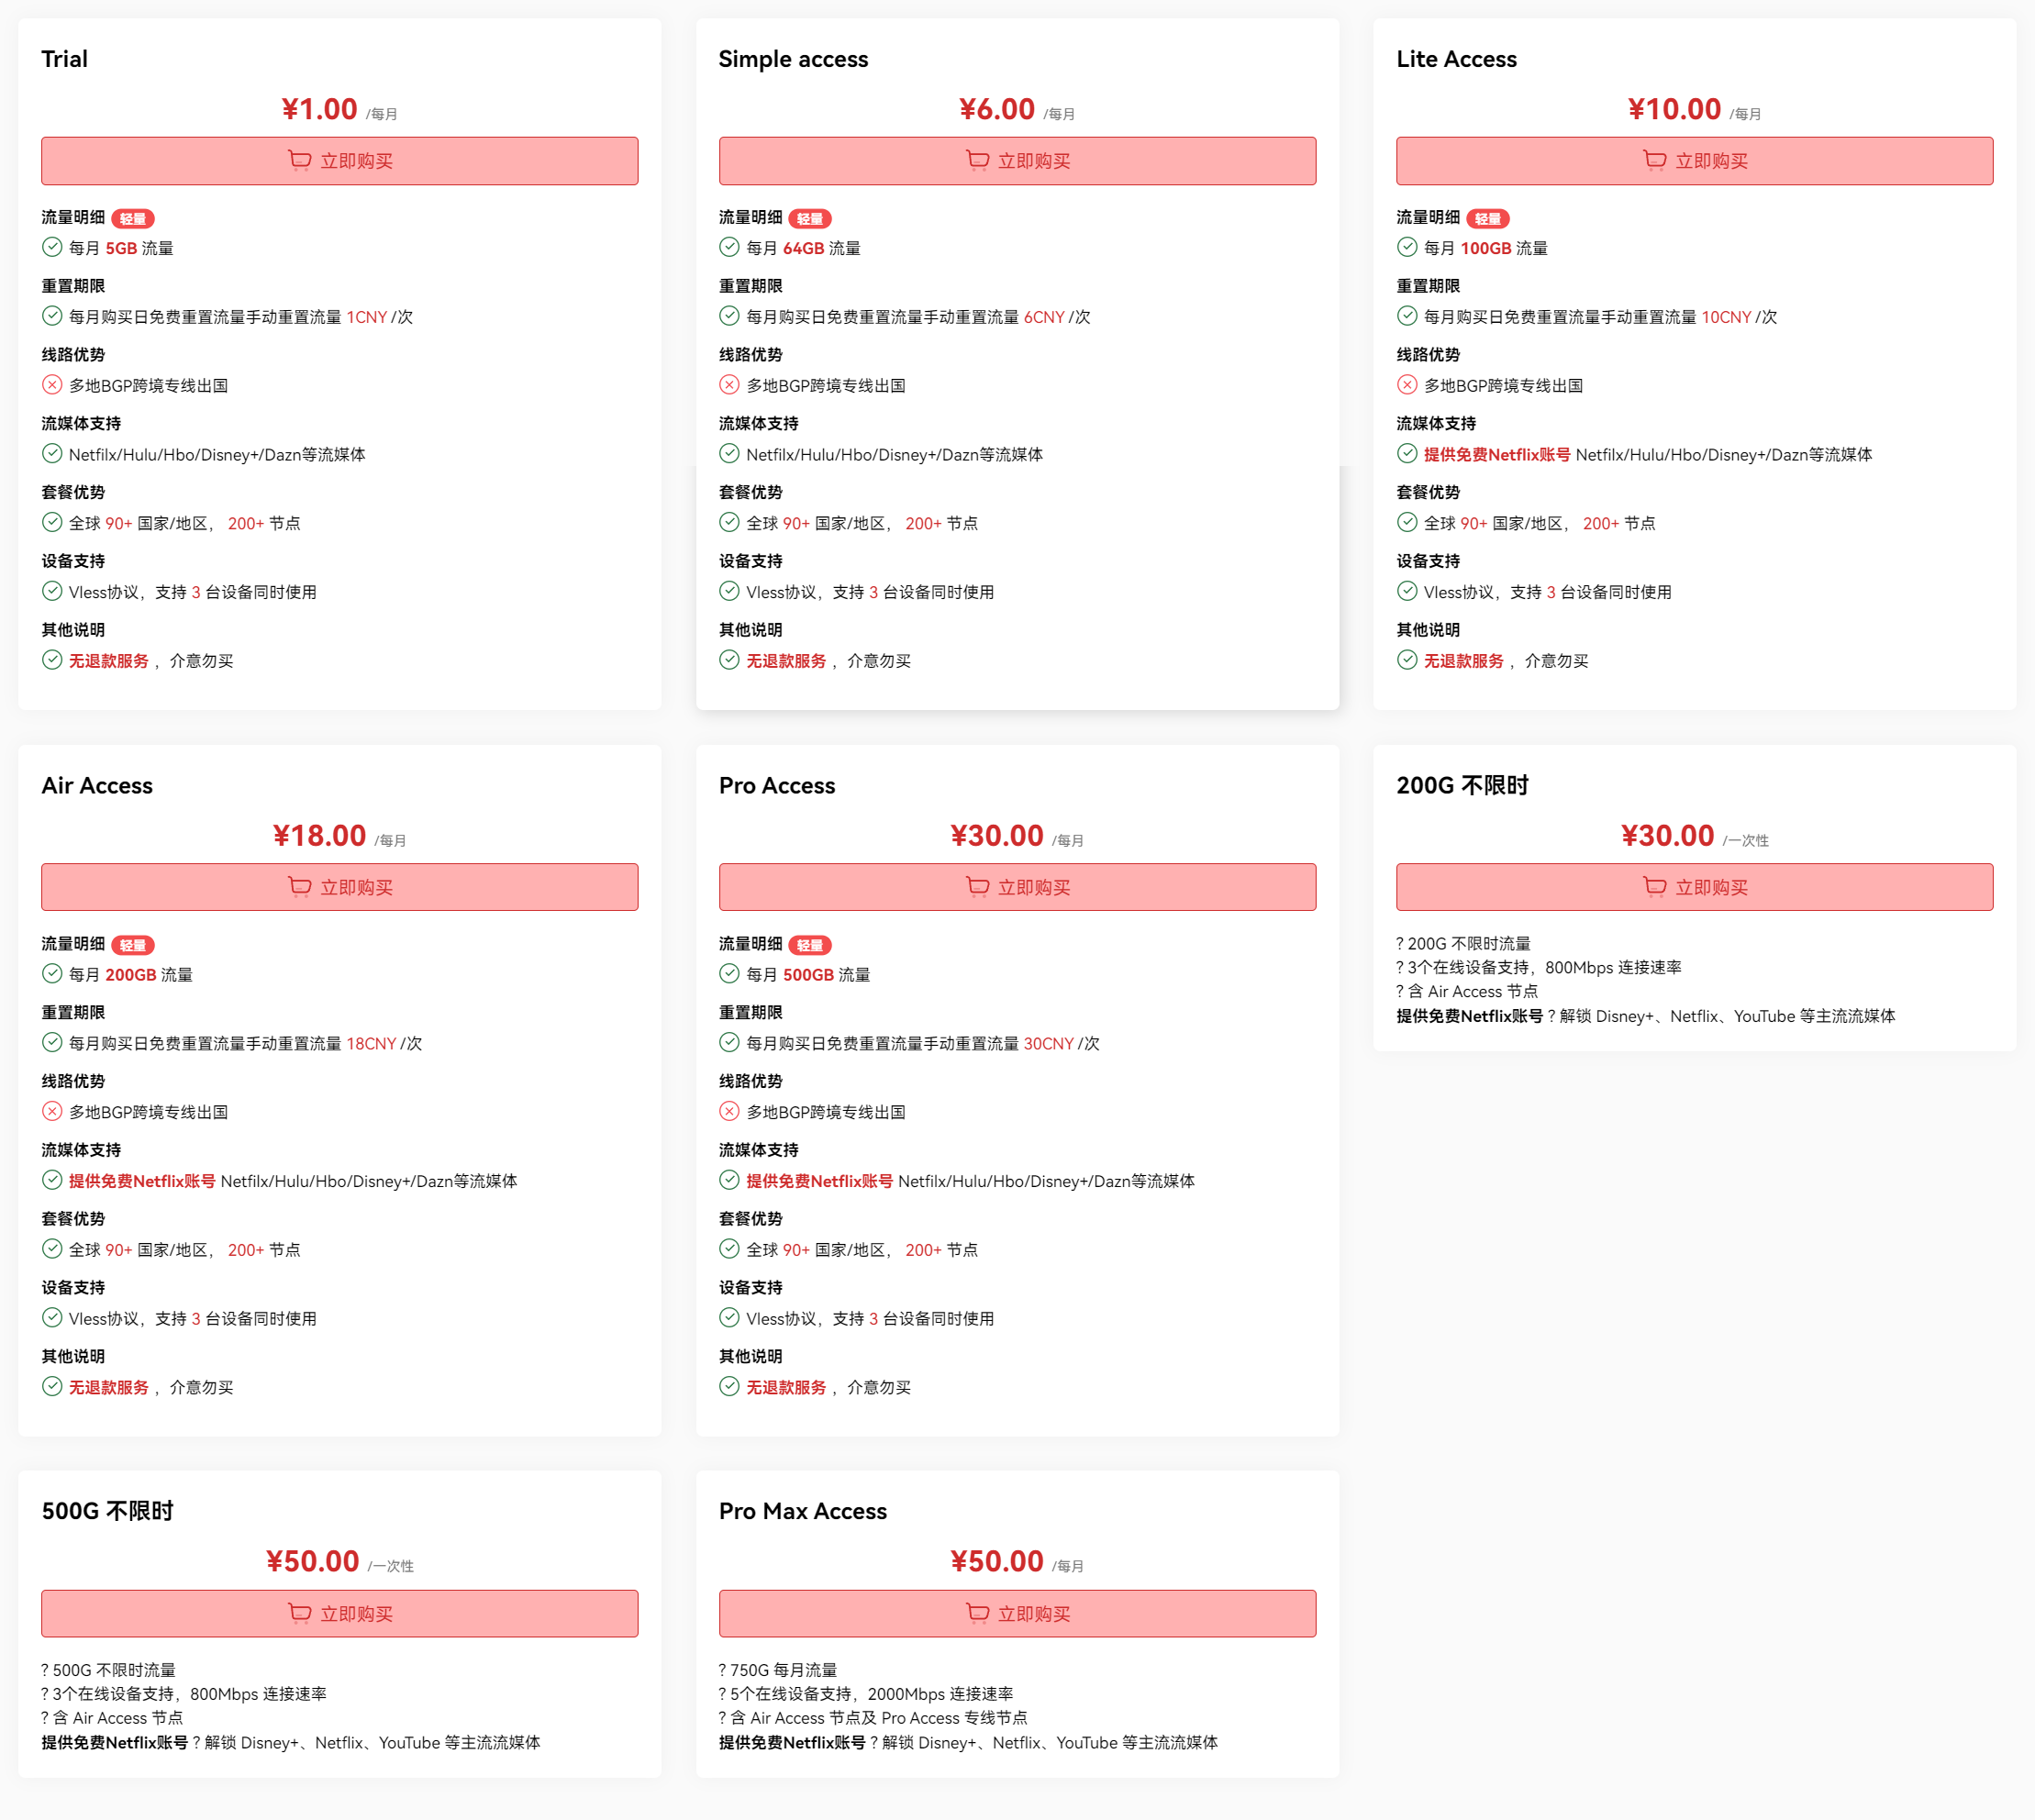 Trial
¥1.00 /每月
立即购买
流量明细 轻量
每月 5GB 流量
重置期限
每月购买日免费重置流量手动重置流量 1CNY /次
线路优势
多地BGP跨境专线出国
流媒体支持
Netfilx/Hulu/Hbo/Disney+/Dazn等流媒体
套餐优势
全球 90+ 国家/地区， 200+ 节点
设备支持
Vless协议，支持 3 台设备同时使用
其他说明
无退款服务 ，介意勿买
Simple access
¥6.00 /每月
立即购买
流量明细 轻量
每月 64GB 流量
重置期限
每月购买日免费重置流量手动重置流量 6CNY /次
线路优势
多地BGP跨境专线出国
流媒体支持
Netfilx/Hulu/Hbo/Disney+/Dazn等流媒体
套餐优势
全球 90+ 国家/地区， 200+ 节点
设备支持
Vless协议，支持 3 台设备同时使用
其他说明
无退款服务 ，介意勿买
Lite Access
¥10.00 /每月
立即购买
流量明细 轻量
每月 100GB 流量
重置期限
每月购买日免费重置流量手动重置流量 10CNY /次
线路优势
多地BGP跨境专线出国
流媒体支持
提供免费Netflix账号 Netfilx/Hulu/Hbo/Disney+/Dazn等流媒体
套餐优势
全球 90+ 国家/地区， 200+ 节点
设备支持
Vless协议，支持 3 台设备同时使用
其他说明
无退款服务 ，介意勿买
Air Access
¥18.00 /每月
立即购买
流量明细 轻量
每月 200GB 流量
重置期限
每月购买日免费重置流量手动重置流量 18CNY /次
线路优势
多地BGP跨境专线出国
流媒体支持
提供免费Netflix账号 Netfilx/Hulu/Hbo/Disney+/Dazn等流媒体
套餐优势
全球 90+ 国家/地区， 200+ 节点
设备支持
Vless协议，支持 3 台设备同时使用
其他说明
无退款服务 ，介意勿买
Pro Access
¥30.00 /每月
立即购买
流量明细 轻量
每月 500GB 流量
重置期限
每月购买日免费重置流量手动重置流量 30CNY /次
线路优势
多地BGP跨境专线出国
流媒体支持
提供免费Netflix账号 Netfilx/Hulu/Hbo/Disney+/Dazn等流媒体
套餐优势
全球 90+ 国家/地区， 200+ 节点
设备支持
Vless协议，支持 3 台设备同时使用
其他说明
无退款服务 ，介意勿买
200G 不限时
¥30.00 /一次性
立即购买
? 200G 不限时流量
? 3个在线设备支持，800Mbps 连接速率
? 含 Air Access 节点
提供免费Netflix账号 ? 解锁 Disney+、Netflix、YouTube 等主流流媒体
500G 不限时
¥50.00 /一次性
立即购买
? 500G 不限时流量
? 3个在线设备支持，800Mbps 连接速率
? 含 Air Access 节点
提供免费Netflix账号 ? 解锁 Disney+、Netflix、YouTube 等主流流媒体
Pro Max Access
¥50.00 /每月
立即购买
? 750G 每月流量
? 5个在线设备支持，2000Mbps 连接速率
? 含 Air Access 节点及 Pro Access 专线节点
提供免费Netflix账号 ? 解锁 Disney+、Netflix、YouTube 等主流流媒体